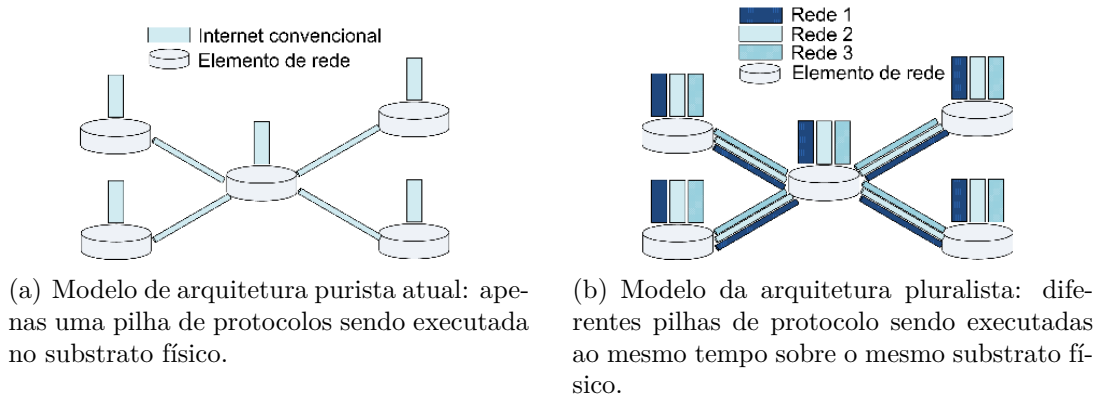 Internet convencional
Elemento de rede
(a) Modelo de arquitetura purista atual: ape-
nas uma pilha de protocolos sendo executada
no substrato físico.
Rede 1
Rede 2
Rede 3
Elemento de rede
(b) Modelo da arquitetura pluralista: dife-
rentes pilhas de protocolo sendo executadas
ao mesmo tempo sobre o mesmo substrato fí-
sico.